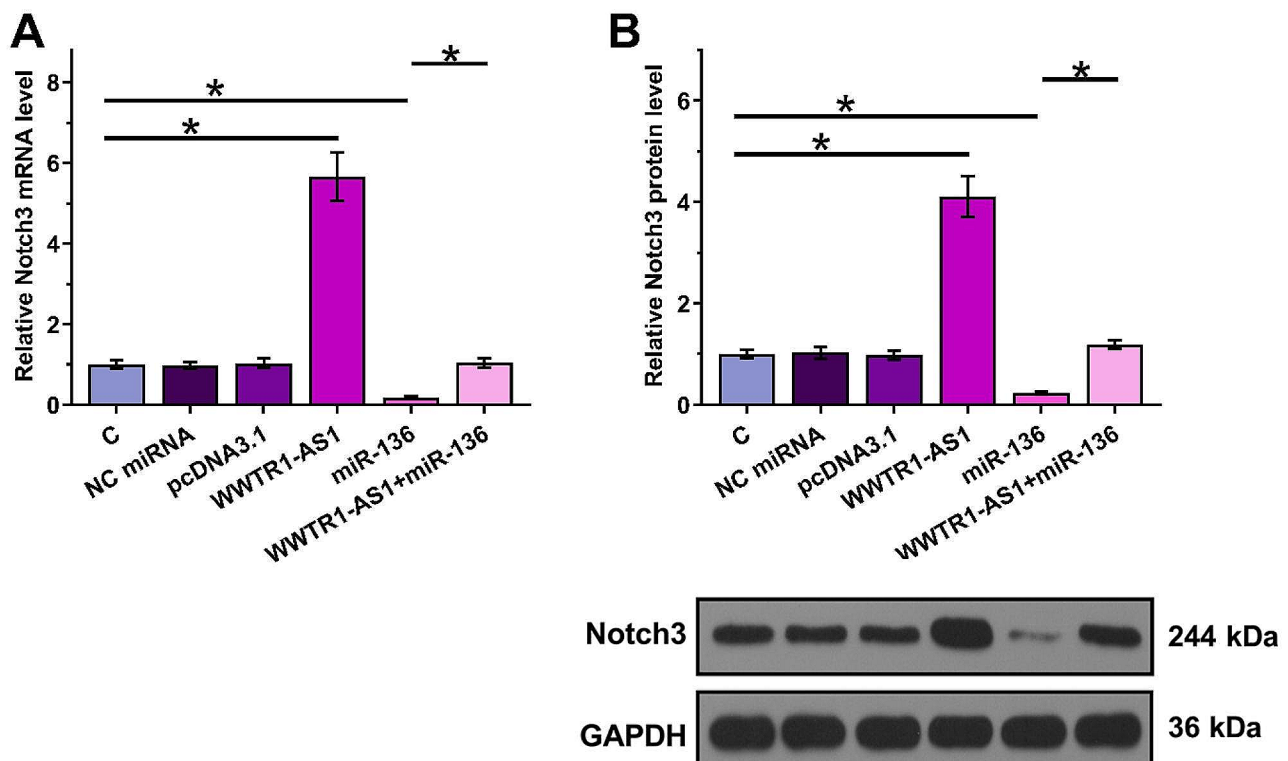 A
Relative Notch3 mRNA level
8
6
4
2
0
*
*
*
C
NC miRNA
pcDNA3.1
WWTR1-AS1
miR-136
WWTR1-AS1+miR-136
B
Relative Notch3 protein level
6
4
2
0
*
*
*
C
NC miRNA
pcDNA3.1
WWTR1-AS1
miR-136
WWTR1-AS1+miR-136
Notch3
244 kDa
GAPDH
36 kDa